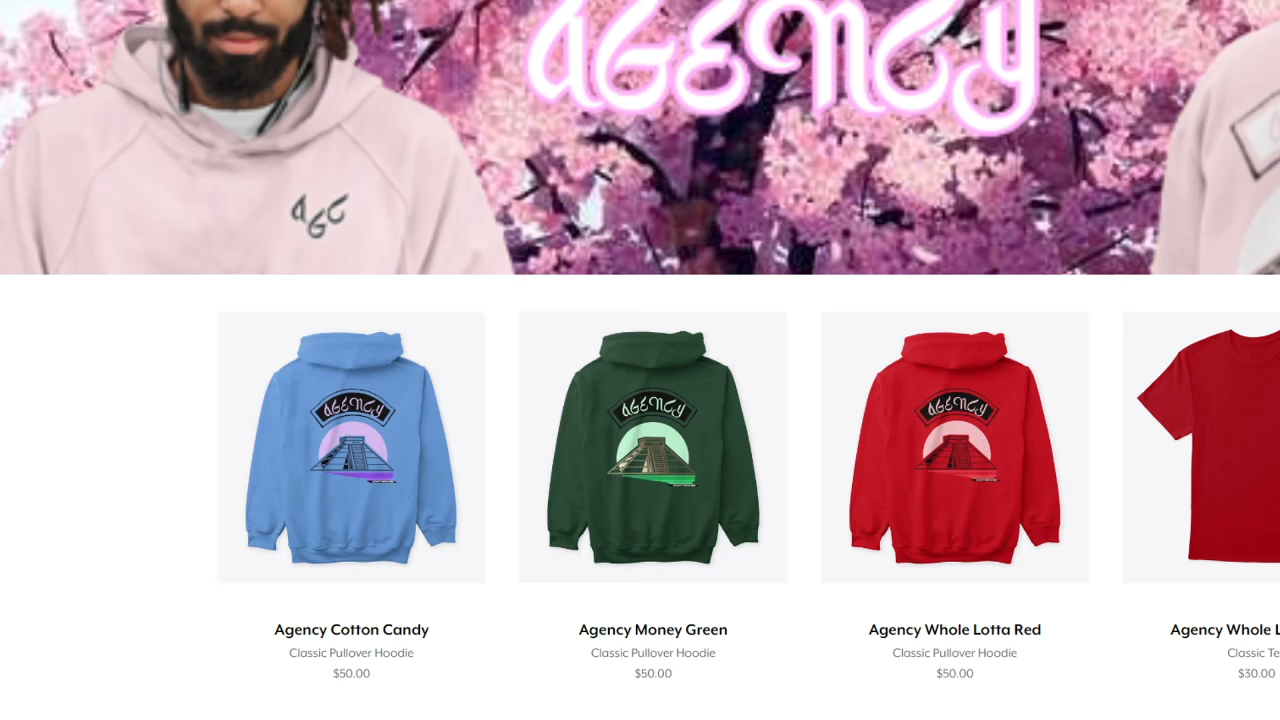 AGENCY
AGC
AGENCY
AGENCY
AGENCY
Agency Cotton Candy
Classic Pullover Hoodie
$50.00
Agency Money Green
Classic Pullover Hoodie
$50.00
Agency Whole Lotta Red
Classic Pullover Hoodie
$50.00
Agency Whole
Classic Te
$30.00